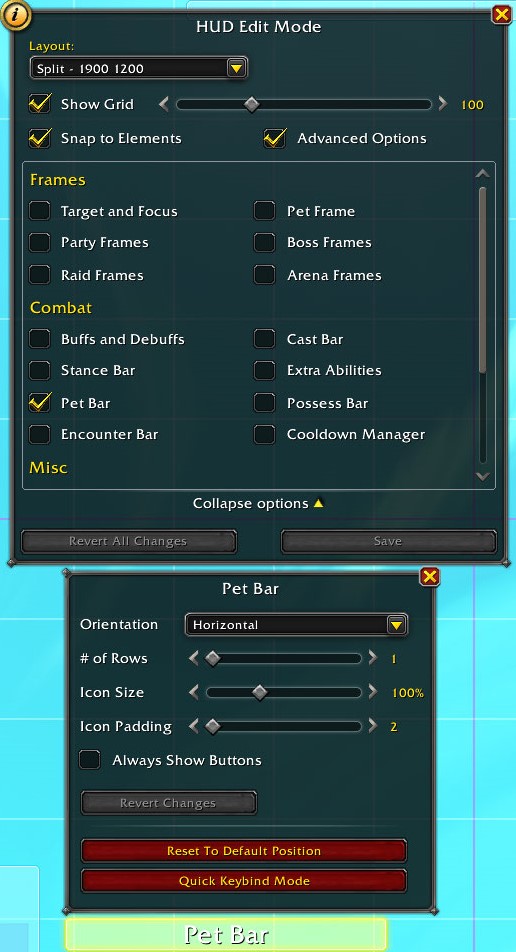 HUD Edit Mode
Layout:
Split - 1900 1200
Show Grid 100
Snap to Elements Advanced Options
Frames
Target and Focus Pet Frame
Party Frames Boss Frames
Raid Frames Arena Frames
Combat
Buffs and Debuffs Cast Bar
Stance Bar Extra Abilities
Pet Bar Possess Bar
Encounter Bar Cooldown Manager
Misc
Collapse options
Revert All Changes Save
Pet Bar
Orientation Horizontal
# of Rows 1
Icon Size 100%
Icon Padding 2
Always Show Buttons
Revert Changes
Reset To Default Position
Quick Keybind Mode
Pet Bar